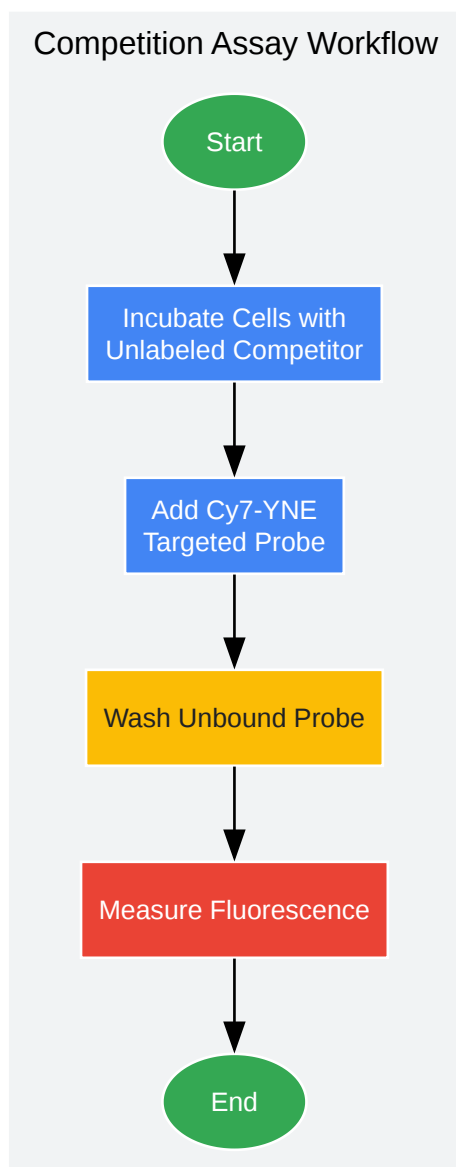 Competition Assay Workflow
Start
Incubate Cells with
Unlabeled Competitor
Add Cy7-YNE
Targeted Probe
Wash Unbound Probe
Measure Fluorescence
End